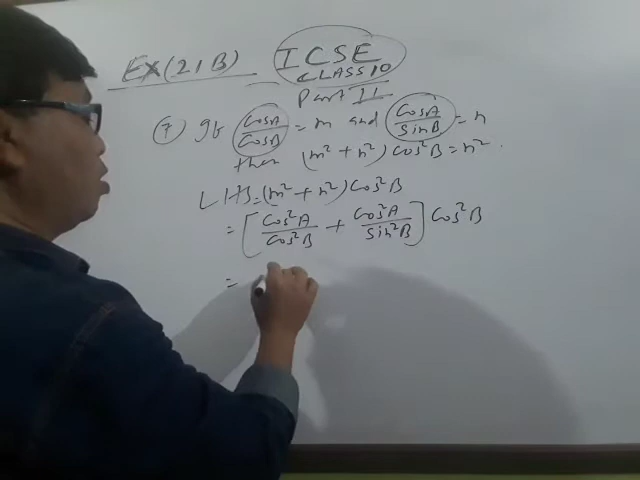 Ex(21B) ICSE
CLASS 10
Part II
7 If CosA/CosB = m and CosA/SinB = n
then (m² + n²) Cos²B = n².
LHS = (m² + n²) Cos²B
= [Cos²A/Cos²B + Cos²A/Sin²B] Cos²B
=